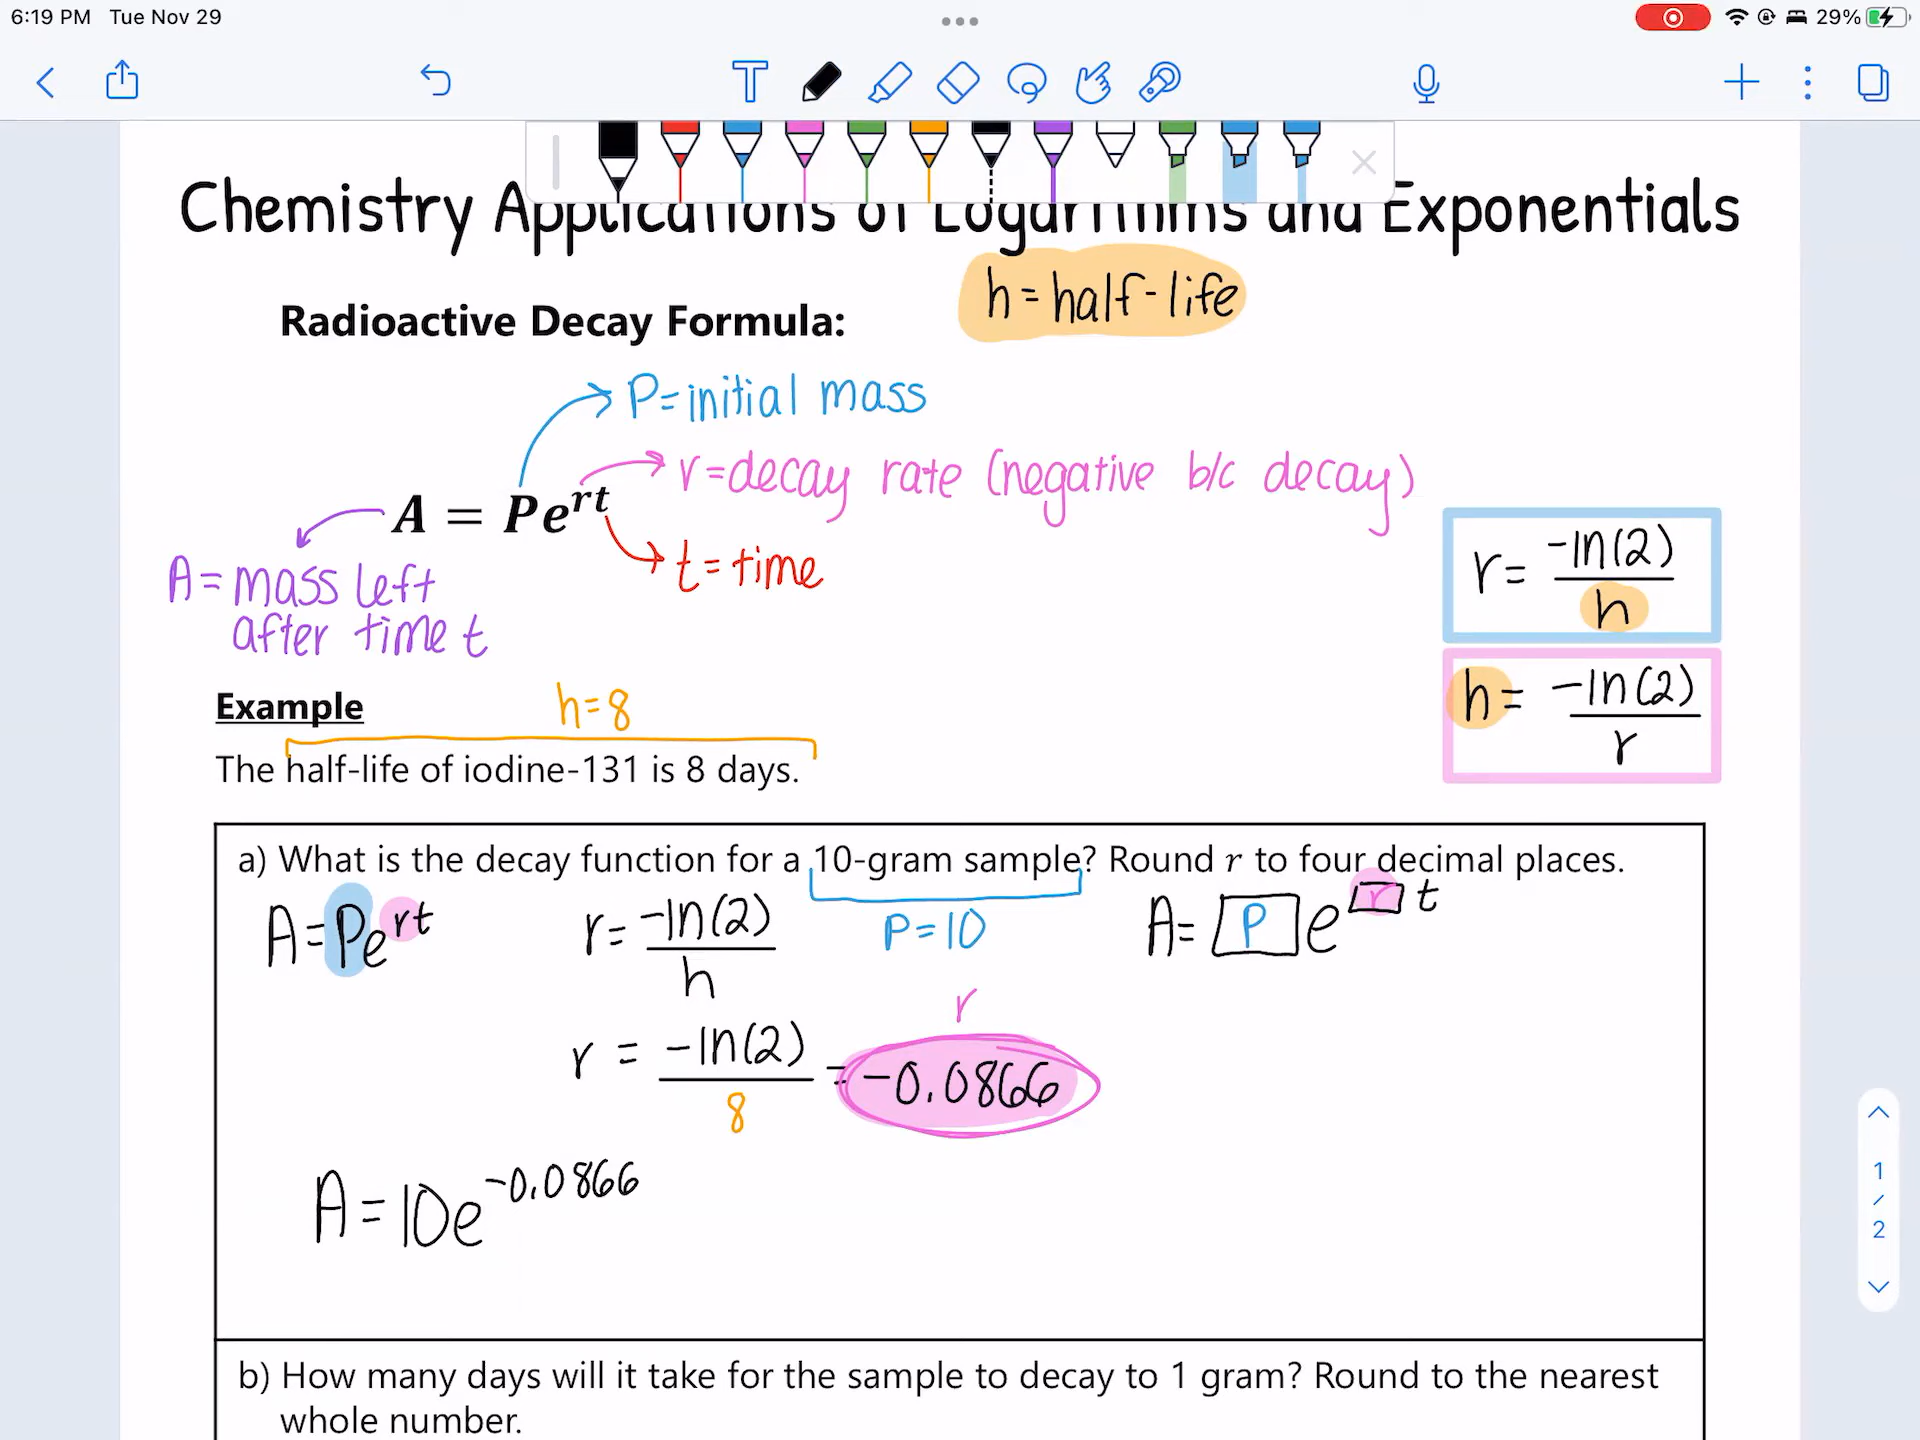 6:19 PM Tue Nov 29
29%
Chemistry Applications of Logarithms and Exponentials
h = half-life
Radioactive Decay Formula:
P = initial mass
r = decay rate (negative b/c decay)
A = Pe^{rt}
t = time
A = mass left
after time t
r = -ln(2)/h
h = -ln(2)/r
Example
h = 8
The half-life of iodine-131 is 8 days.
a) What is the decay function for a 10-gram sample? Round r to four decimal places.
A = Pe^{rt}
r = -ln(2)/h
P = 10
A = P e^{r t}
r
r = -ln(2)/8 = -0.0866
A = 10e^{-0.0866}
b) How many days will it take for the sample to decay to 1 gram? Round to the nearest
whole number.
1
/
2